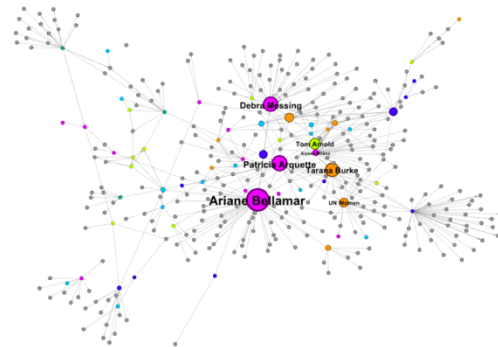 Debra Messing
Tom Arnold
Patricia Arquette
Tarana Burke
Ariane Bellamar
UN Women